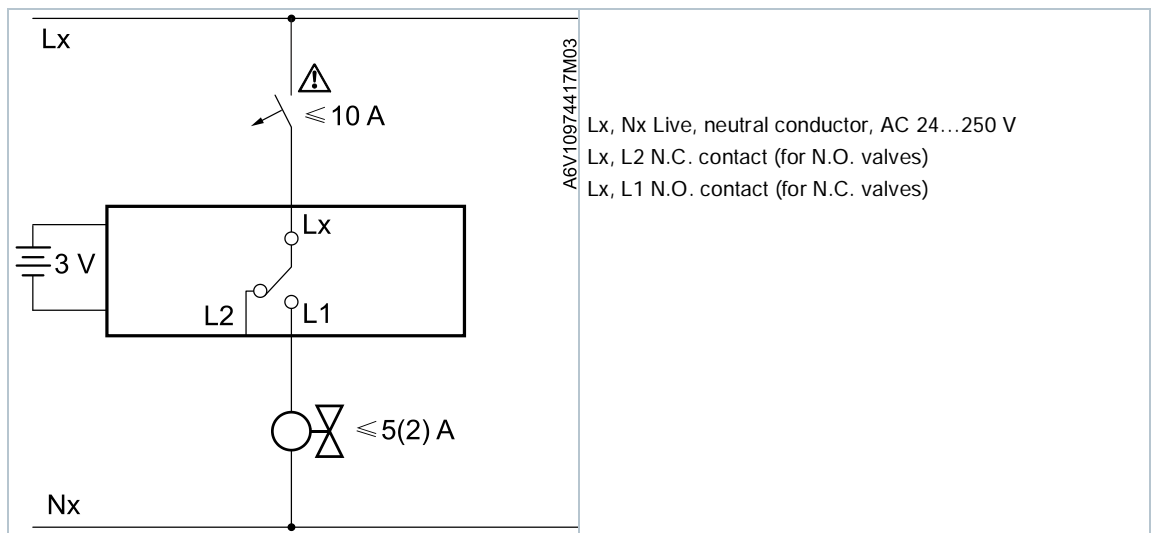 Lx
≤ 10 A
Lx
3 V
L2
L1
≤ 5(2) A
Nx
A6V10974417M03
Lx, Nx Live, neutral conductor, AC 24…250 V
Lx, L2 N.C. contact (for N.O. valves)
Lx, L1 N.O. contact (for N.C. valves)